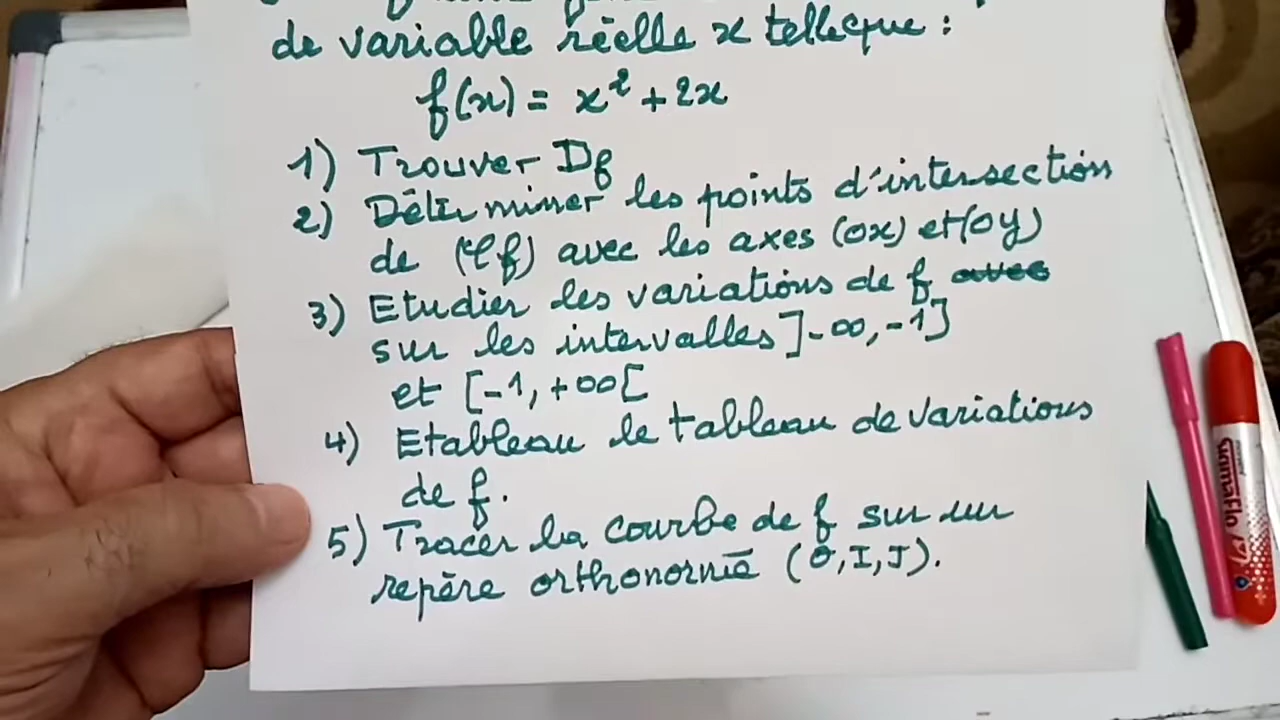 de variable réelle x telleque :
f(x) = x² + 2x
1) Trouver Df
2) Déterminer les points d'intersection
de (Cf) avec les axes (ox) et (oy)
3) Etudier les variations de f avec
sur les intervalles ]-∞, -1]
et [-1, +∞[
4) Etableau le tableau de variations
de f.
5) Tracer la courbe de f sur un
repère orthonormé (O, I, J).